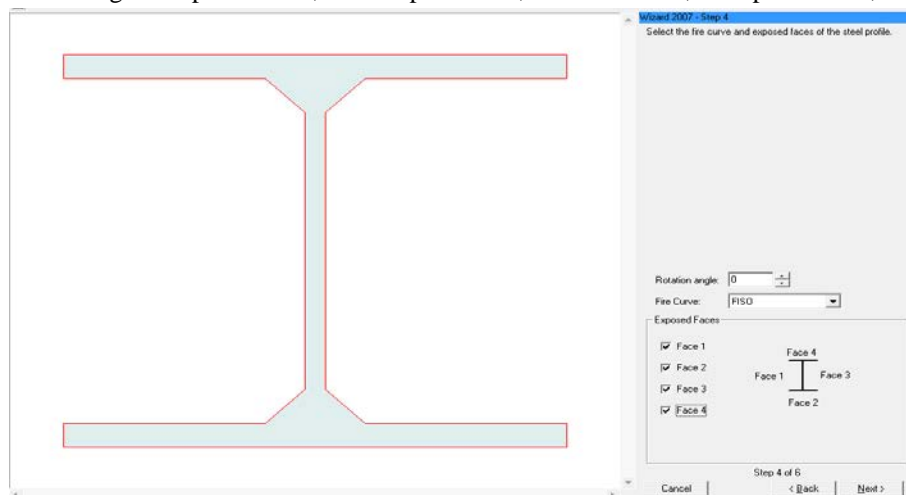 Wizard 2007 - Step 4
Select the fire curve and exposed faces of the steel profile.
Rotation angle: 0
Fire Curve: FISO
Exposed Faces
Face 1
Face 2
Face 3
Face 4
Face 4
Face 1 Face 3
Face 2
Step 4 of 6
Cancel < Back Next >